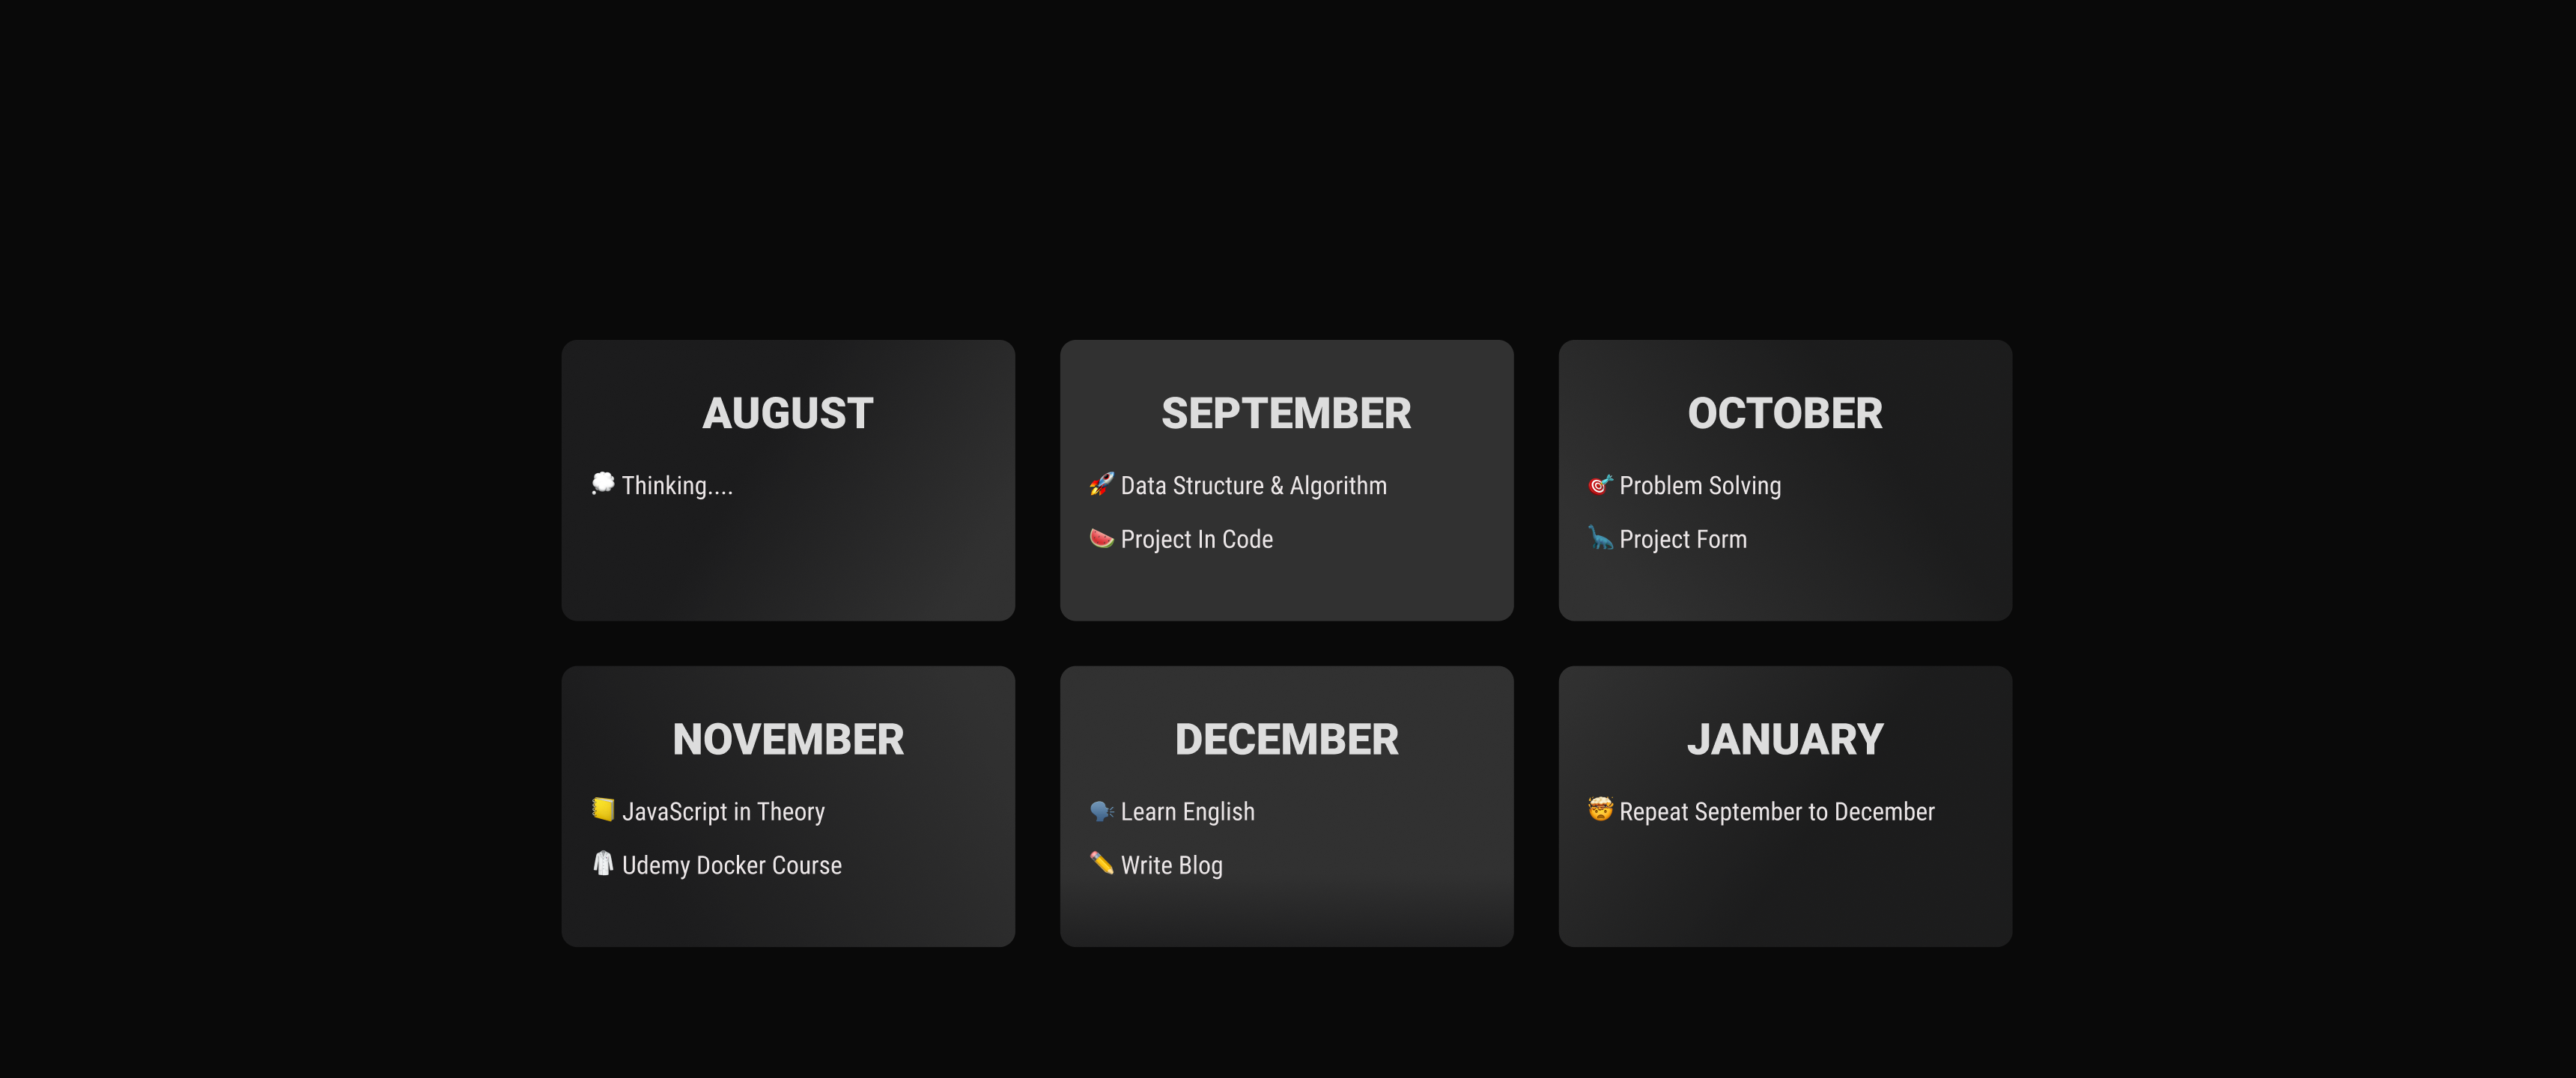 AUGUST
💭 Thinking....
SEPTEMBER
🚀 Data Structure & Algorithm
🍉 Project In Code
OCTOBER
🎯 Problem Solving
🦕 Project Form
NOVEMBER
📒 JavaScript in Theory
🥼 Udemy Docker Course
DECEMBER
🗣️ Learn English
✏️ Write Blog
JANUARY
🤯 Repeat September to December